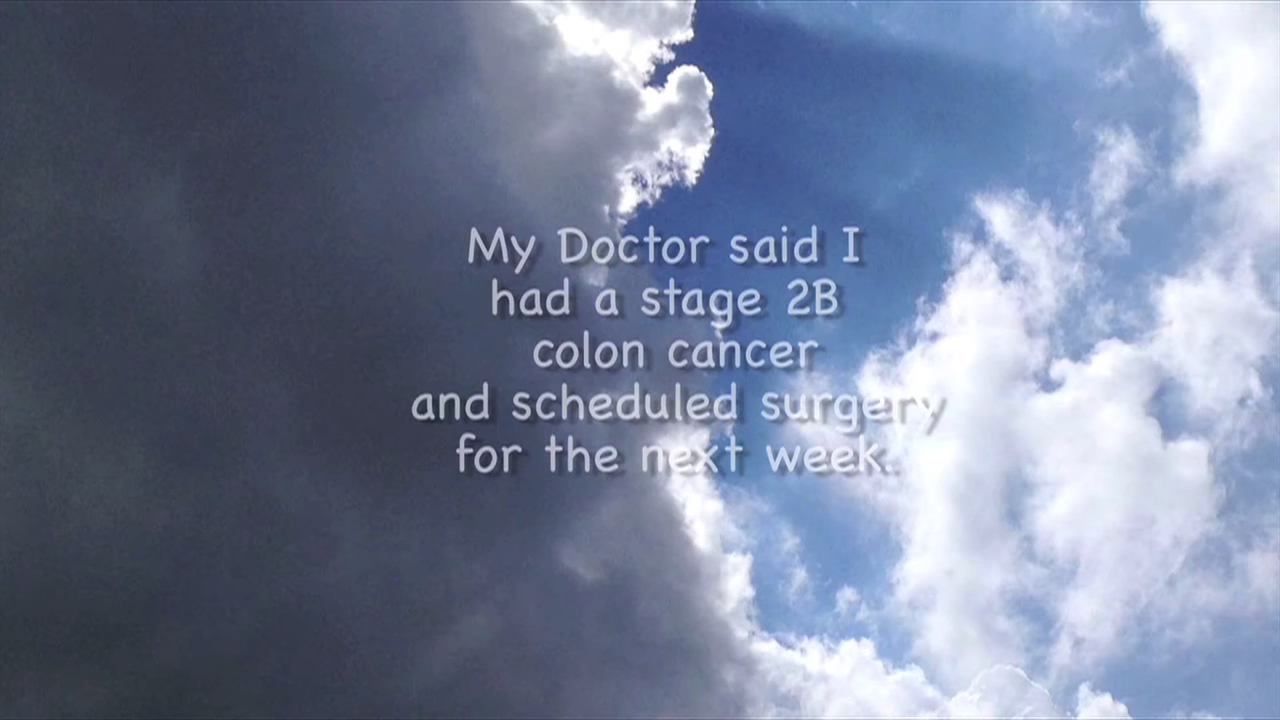 My Doctor said I
had a stage 2B
colon cancer
and scheduled surgery
for the next week..